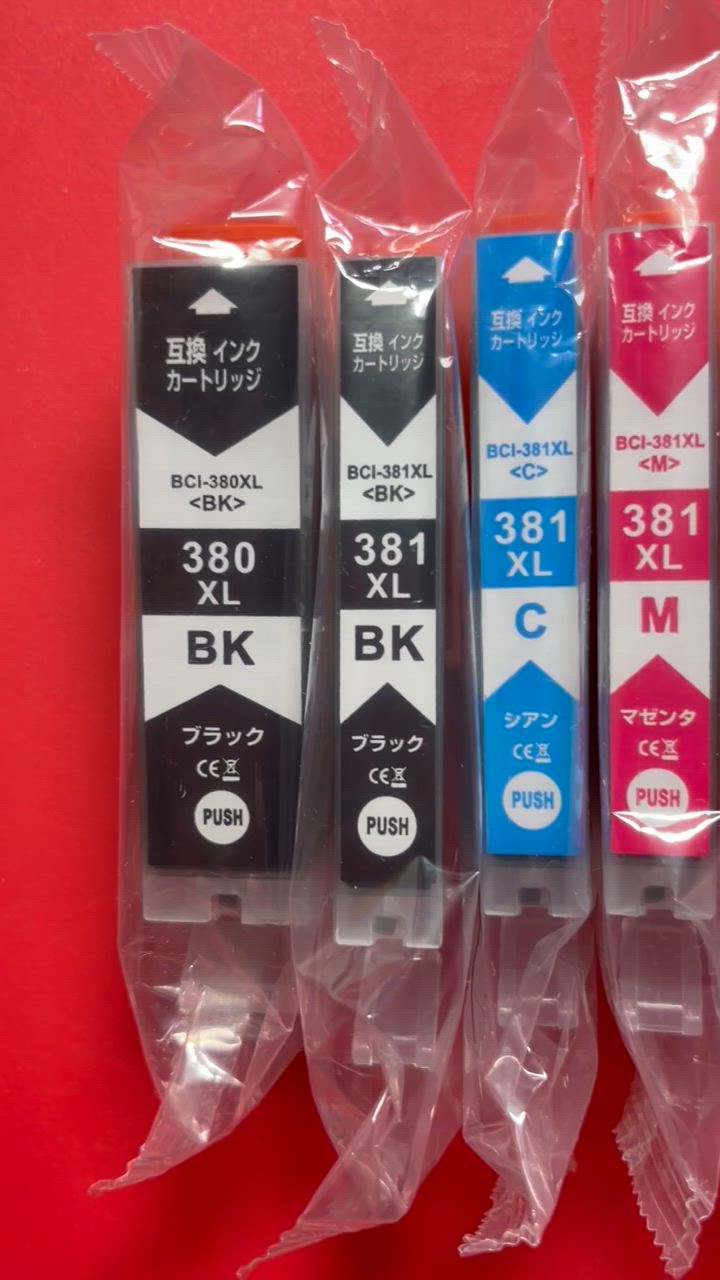 互換 インク
カートリッジ
BCI-380XL
<BK>
380
XL
BK
ブラック
CE
PUSH
互換 インク
カートリッジ
BCI-381XL
<BK>
381
XL
BK
ブラック
CE
PUSH
互換 インク
カートリッジ
BCI-381XL
<C>
381
XL
C
シアン
CE
PUSH
互換 インク
カートリッジ
BCI-381XL
<M>
381
XL
M
マゼンタ
CE
PUSH